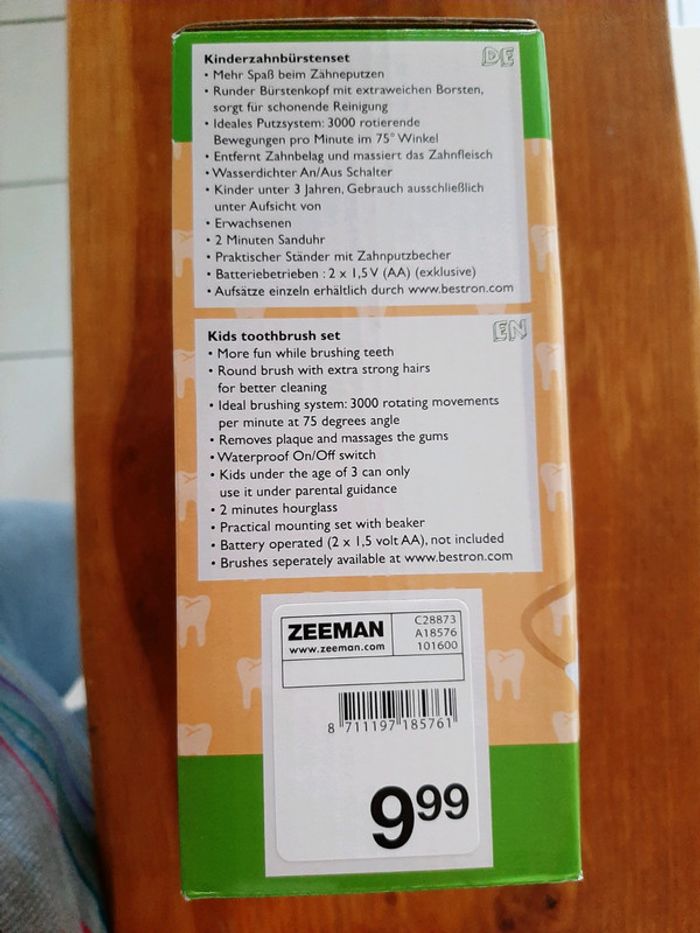 Kinderzahnbürstenset
DE
• Mehr Spaß beim Zähneputzen
• Runder Bürstenkopf mit extraweichen Borsten,
sorgt für schonende Reinigung
• Ideales Putzsystem: 3000 rotierende
Bewegungen pro Minute im 75° Winkel
• Entfernt Zahnbelag und massiert das Zahnfleisch
• Wasserdichter An/Aus Schalter
• Kinder unter 3 Jahren, Gebrauch ausschließlich
unter Aufsicht von
• Erwachsenen
• 2 Minuten Sanduhr
• Praktischer Ständer mit Zahnputzbecher
• Batteriebetrieben : 2 x 1,5V (AA) (exklusive)
• Aufsätze einzeln erhältlich durch www.bestron.com
Kids toothbrush set
EN
• More fun while brushing teeth
• Round brush with extra strong hairs
for better cleaning
• Ideal brushing system: 3000 rotating movements
per minute at 75 degrees angle
• Removes plaque and massages the gums
• Waterproof On/Off switch
• Kids under the age of 3 can only
use it under parental guidance
• 2 minutes hourglass
• Practical mounting set with beaker
• Battery operated (2 x 1,5 volt AA), not included
• Brushes seperately available at www.bestron.com
ZEEMAN
www.zeeman.com
C28873
A18576
101600
8 711197 185761
9⁹⁹